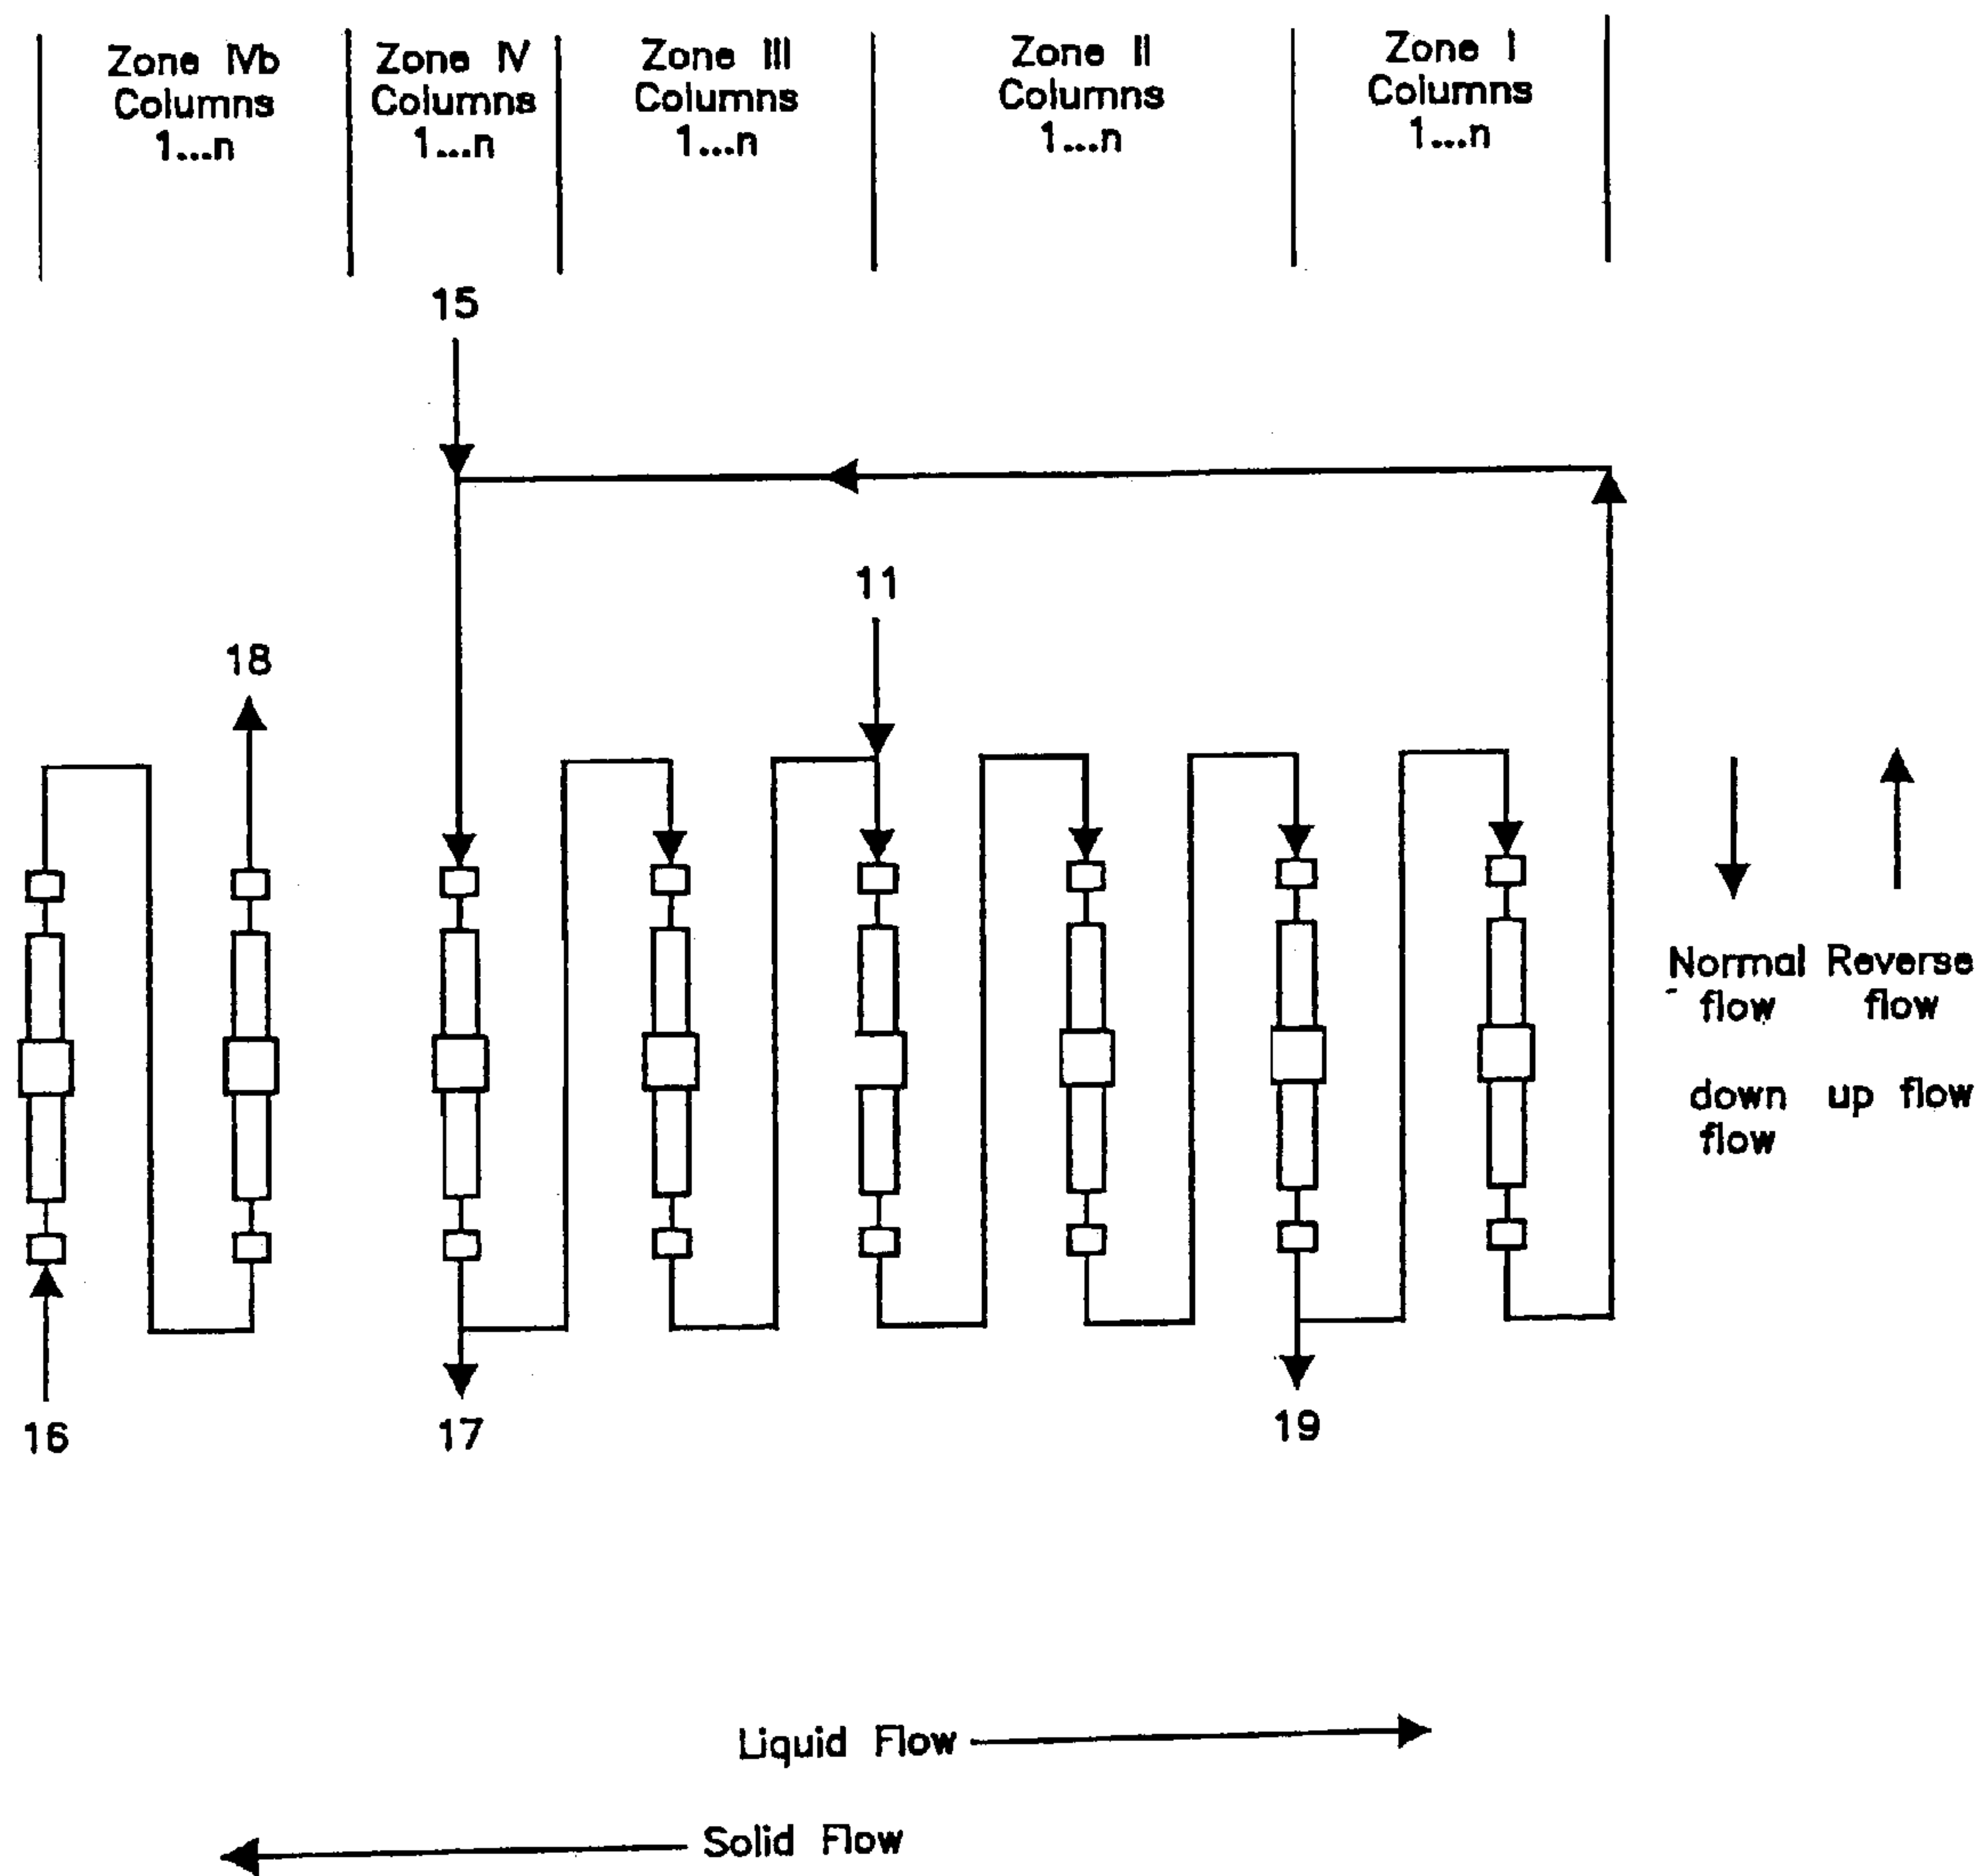 Zone IVb
Columns
1...n
Zone IV
Columns
1...n
Zone III
Columns
1...n
Zone II
Columns
1...n
Zone I
Columns
1...n
15
11
18
Normal
flow
down
flow
Reverse
flow
up flow
16
17
19
Liquid Flow
Solid Flow